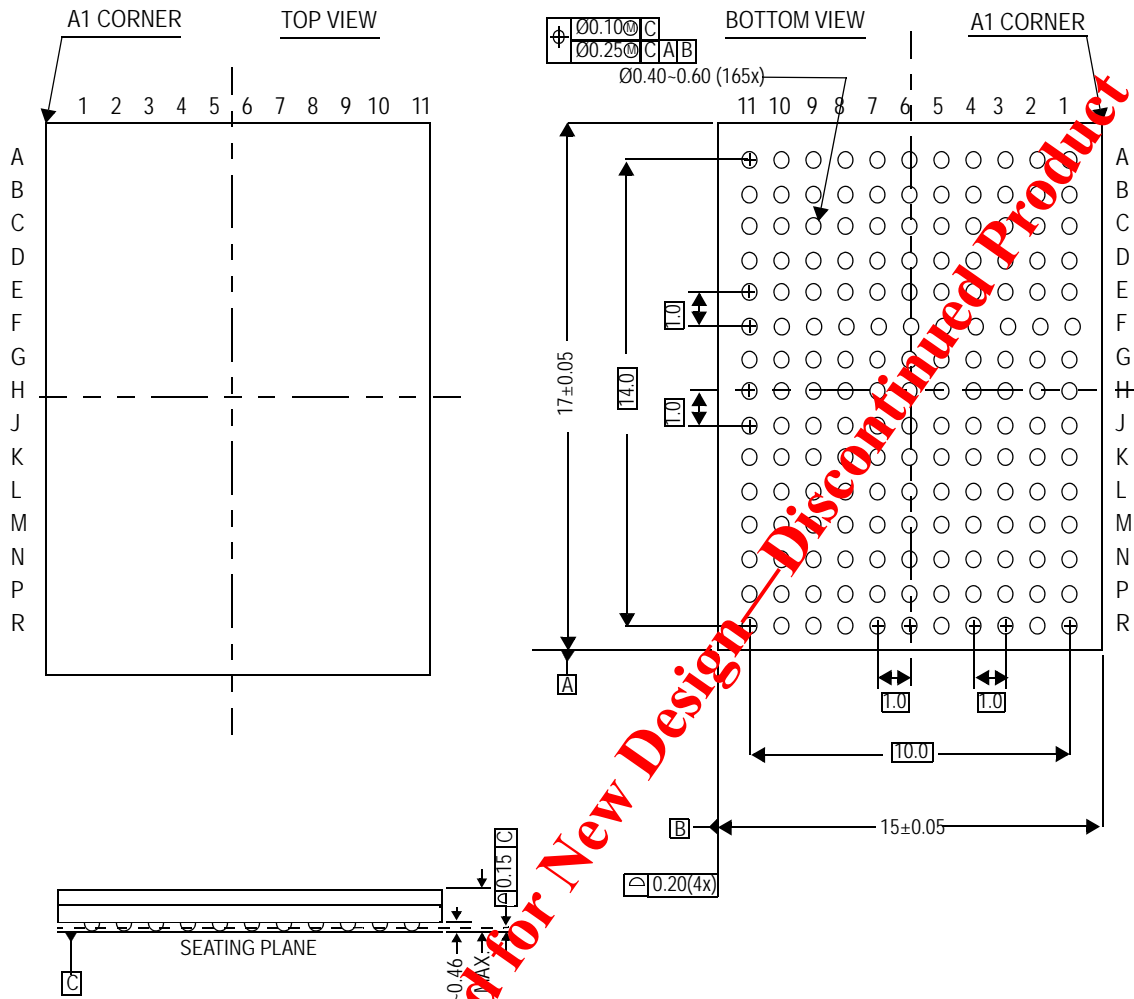 A1 CORNER
TOP VIEW
BOTTOM VIEW
A1 CORNER
Ø0.10Ⓜ C
Ø0.25Ⓜ C A B
Ø0.40~0.60 (165x)
1 2 3 4 5 6 7 8 9 10 11
11 10 9 8 7 6 5 4 3 2 1
A
B
C
D
E
F
G
H
J
K
L
M
N
P
R
A
B
C
D
E
F
G
H
J
K
L
M
N
P
R
17±0.05
14.0
1.0
1.0
A
1.0
1.0
10.0
B
15±0.05
0.20(4x)
0.15 C
SEATING PLANE
C
~0.46
MAX.
d for New Design—Discontinued Product